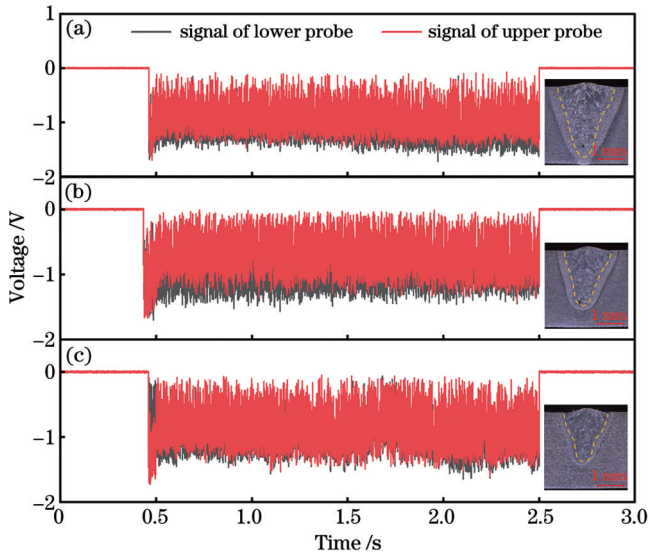 (a)
signal of lower probe
signal of upper probe
0
−1
−2
1 mm
(b)
0
−1
−2
1 mm
(c)
0
−1
−2
1 mm
Voltage /V
0
0.5
1.0
1.5
2.0
2.5
3.0
Time /s